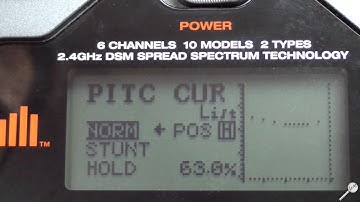 POWER
6 CHANNELS 10 MODELS 2 TYPES
2.4GHz DSM SPREAD SPECTRUM TECHNOLOGY
PITC CUR
List
NORM ← POS H
STUNT
HOLD 63.0%
TM